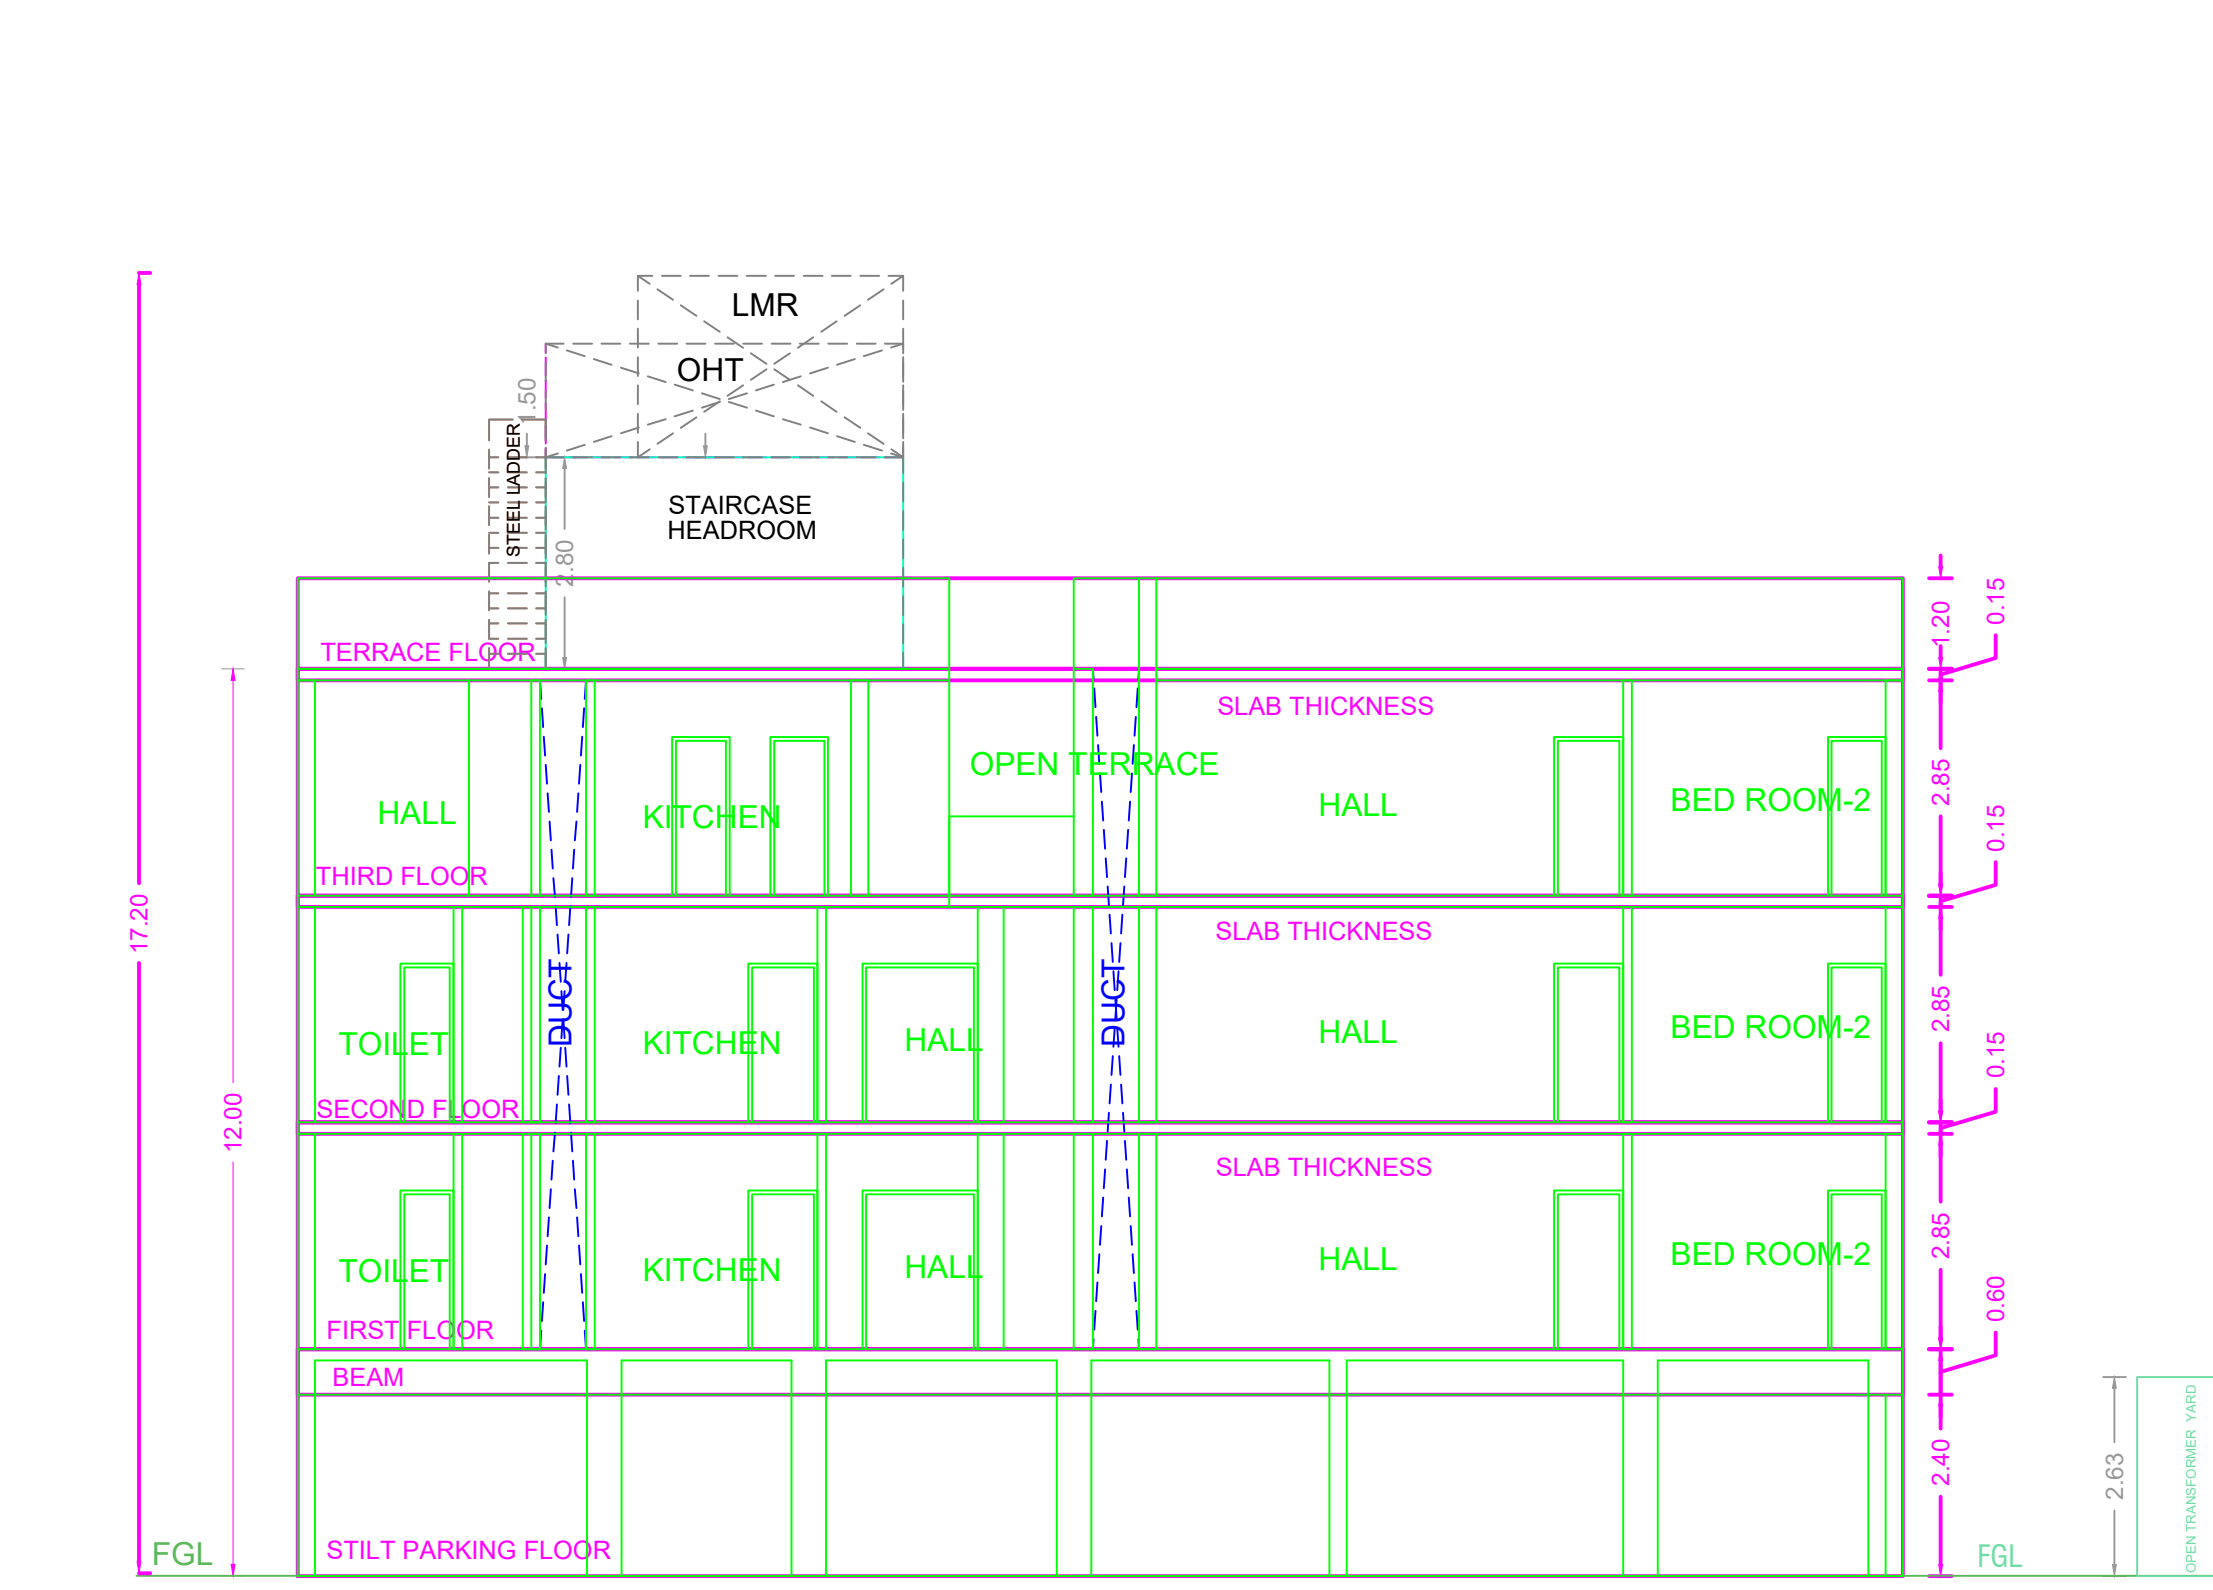 LMR
OHT
1.50
STEEL LADDER
STAIRCASE
HEADROOM
2.80
1.20
0.15
TERRACE FLOOR
SLAB THICKNESS
OPEN TERRACE
HALL
KITCHEN
HALL
BED ROOM-2
2.85
0.15
THIRD FLOOR
17.20
SLAB THICKNESS
DUCT
DUCT
TOILET
KITCHEN
HALL
HALL
BED ROOM-2
2.85
0.15
SECOND FLOOR
12.00
SLAB THICKNESS
TOILET
KITCHEN
HALL
HALL
BED ROOM-2
2.85
0.60
FIRST FLOOR
BEAM
2.40
2.63
OPEN TRANSFORMER YARD
STILT PARKING FLOOR
FGL
FGL